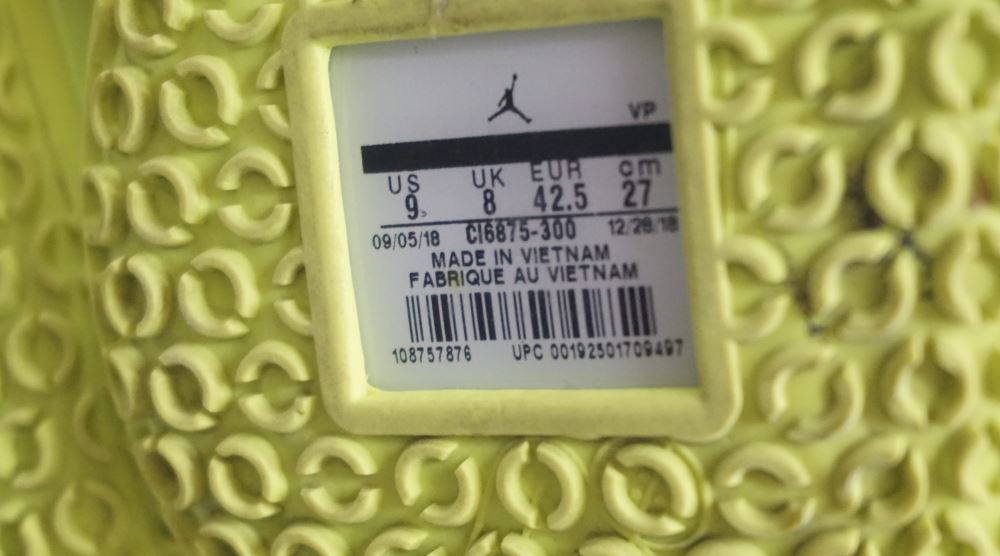 VP
US UK EUR cm
9 8 42.5 27
09/05/18 CI6875-300 12/28/18
MADE IN VIETNAM
FABRIQUE AU VIETNAM
108757876 UPC 00192501709497